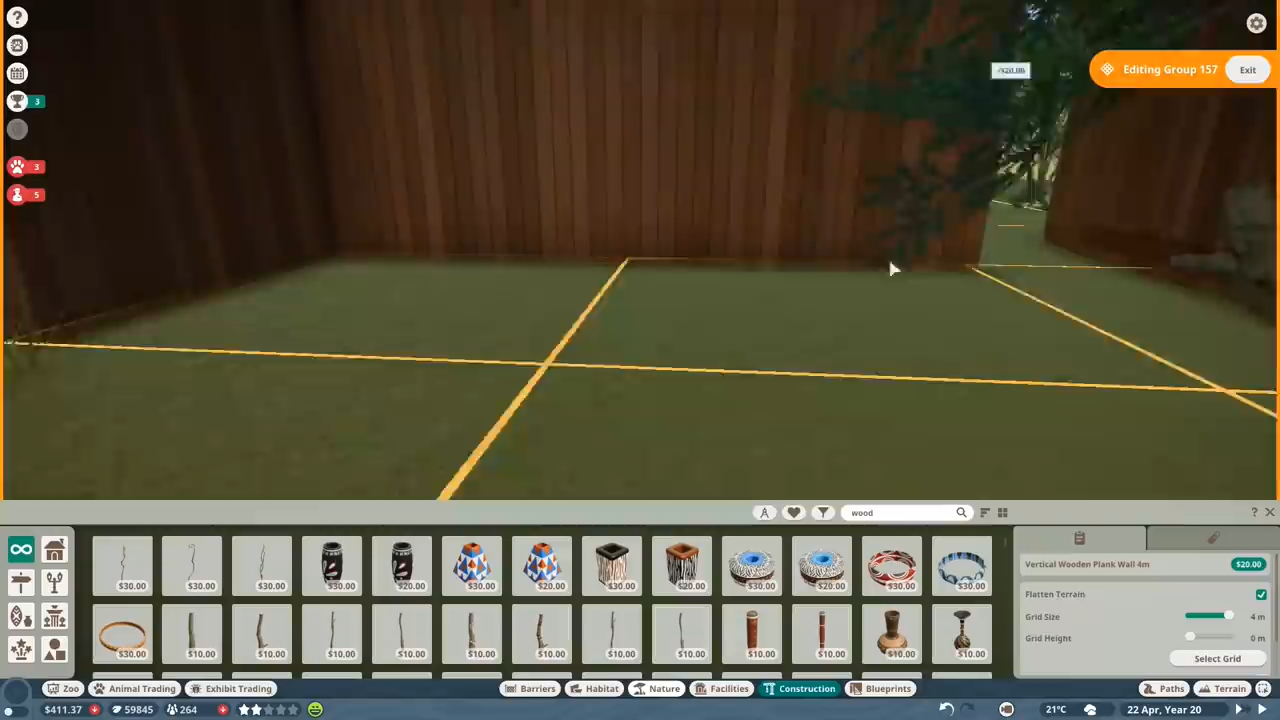 ?
Editing Group 157 Exit
3
3
5
wood
? ×
$30.00 $30.00 $30.00 $30.00 $20.00 $30.00 $20.00 $30.00 $20.00 $30.00 $20.00 $30.00 $30.00
Vertical Wooden Plank Wall 4m $20.00
Flatten Terrain
Grid Size 4 m
Grid Height 0 m
$30.00 $10.00 $10.00 $10.00 $10.00 $10.00 $10.00 $10.00 $10.00 $10.00 $10.00 $90.00 $10.00
Select Grid
Zoo Animal Trading Exhibit Trading Barriers Habitat Nature Facilities Construction Blueprints Paths Terrain
$411.37 59845 264 21°C 22 Apr, Year 20